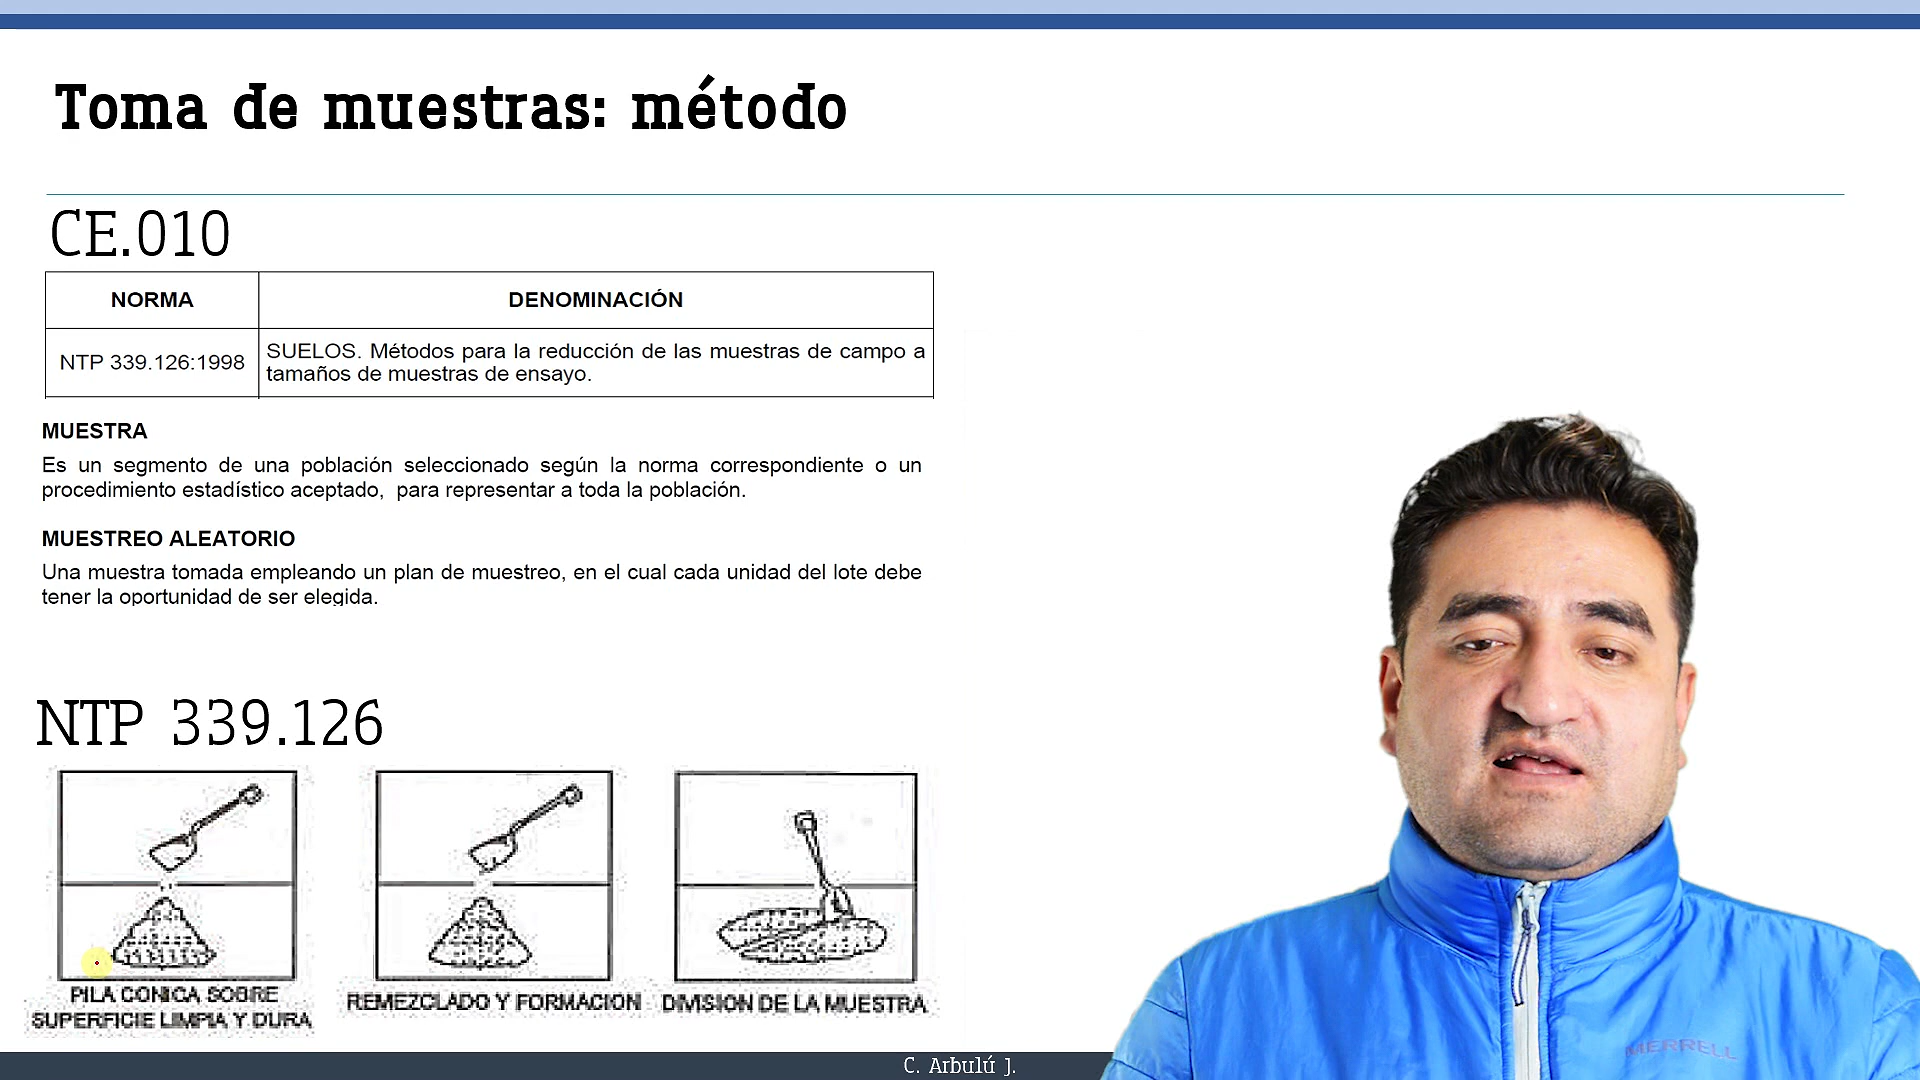 Toma de muestras: método
CE.010
NORMA
DENOMINACIÓN
NTP 339.126:1998
SUELOS. Métodos para la reducción de las muestras de campo a
tamaños de muestras de ensayo.
MUESTRA
Es un segmento de una población seleccionado según la norma correspondiente o un
procedimiento estadístico aceptado, para representar a toda la población.
MUESTREO ALEATORIO
Una muestra tomada empleando un plan de muestreo, en el cual cada unidad del lote debe
tener la oportunidad de ser elegida.
NTP 339.126
PILA CONICA SOBRE
SUPERFICIE LIMPIA Y DURA
REMEZCLADO Y FORMACION
DIVISION DE LA MUESTRA
C. Arbulú J.
MERRELL